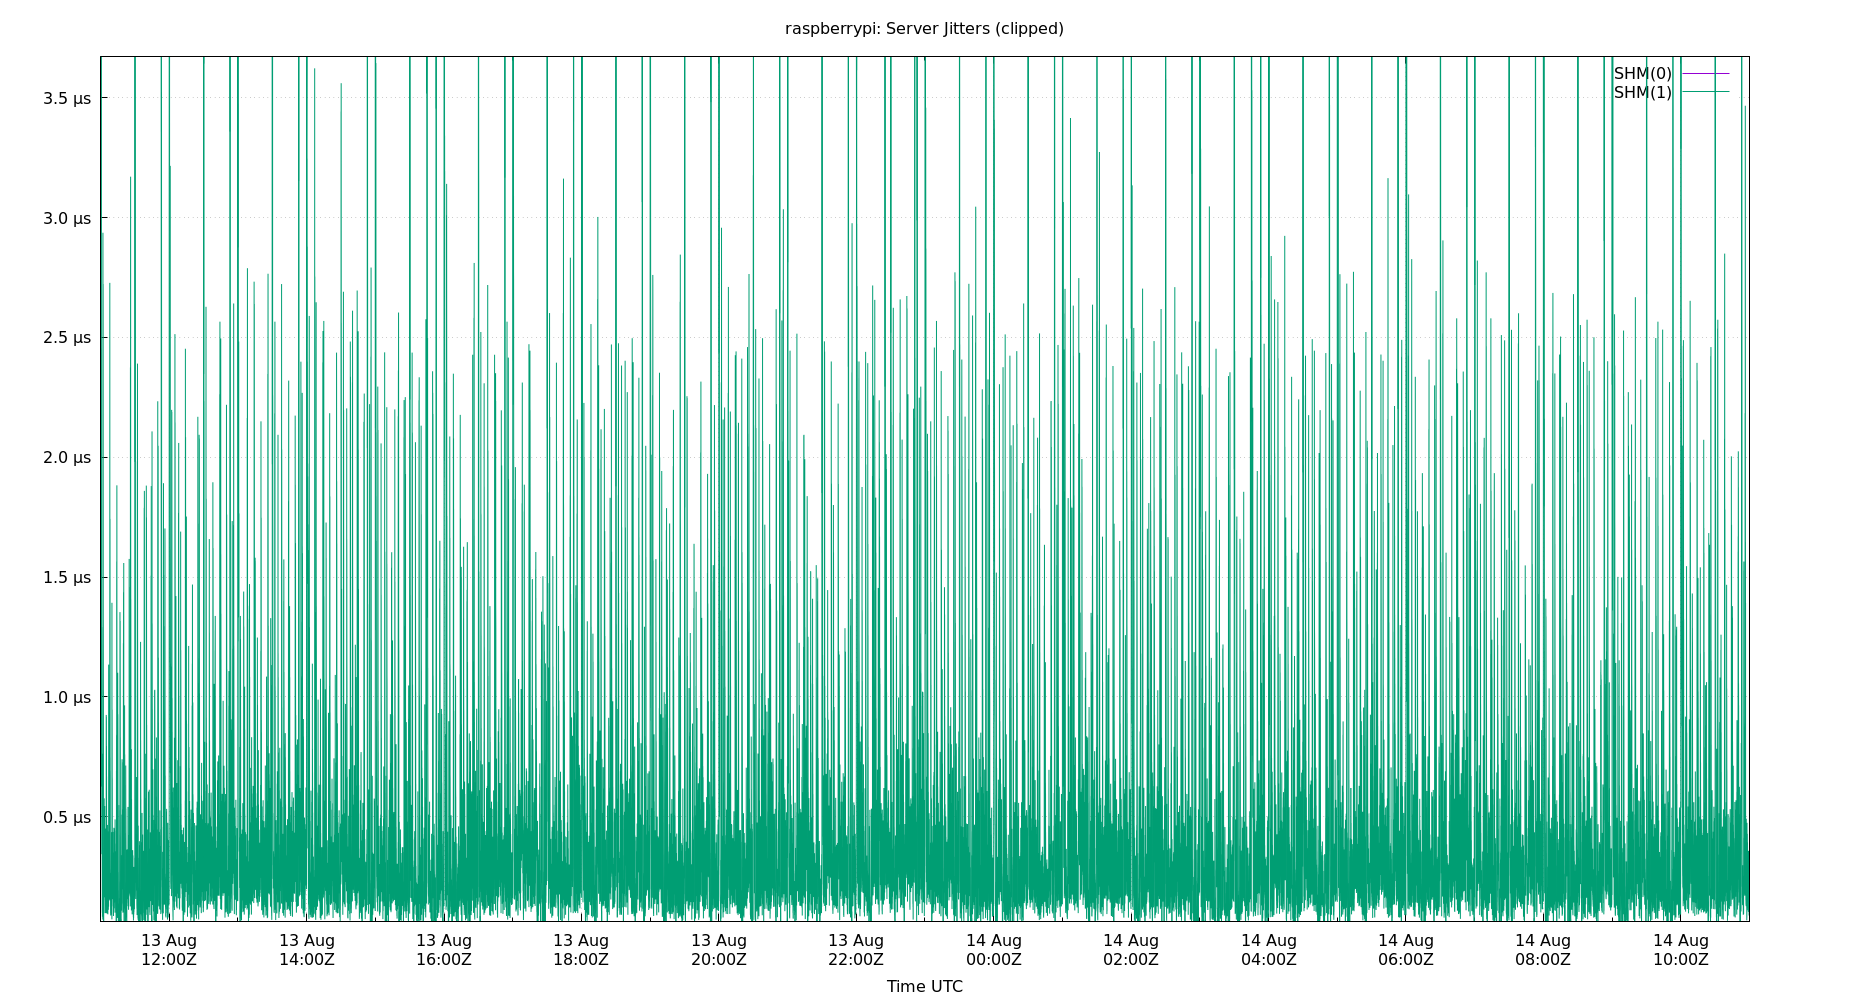 raspberrypi: Server Jitters (clipped)
SHM(0)
SHM(1)
3.5 µs
3.0 µs
2.5 µs
2.0 µs
1.5 µs
1.0 µs
0.5 µs
13 Aug 13 Aug 13 Aug 13 Aug 13 Aug 13 Aug 14 Aug 14 Aug 14 Aug 14 Aug 14 Aug 14 Aug
12:00Z 14:00Z 16:00Z 18:00Z 20:00Z 22:00Z 00:00Z 02:00Z 04:00Z 06:00Z 08:00Z 10:00Z
Time UTC